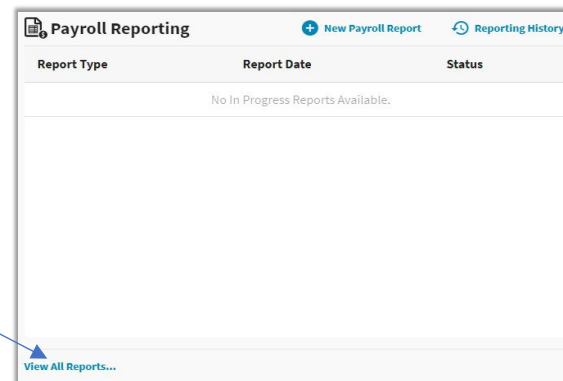 Payroll Reporting New Payroll Report Reporting History
Report Type Report Date Status
No In Progress Reports Available.
View All Reports...